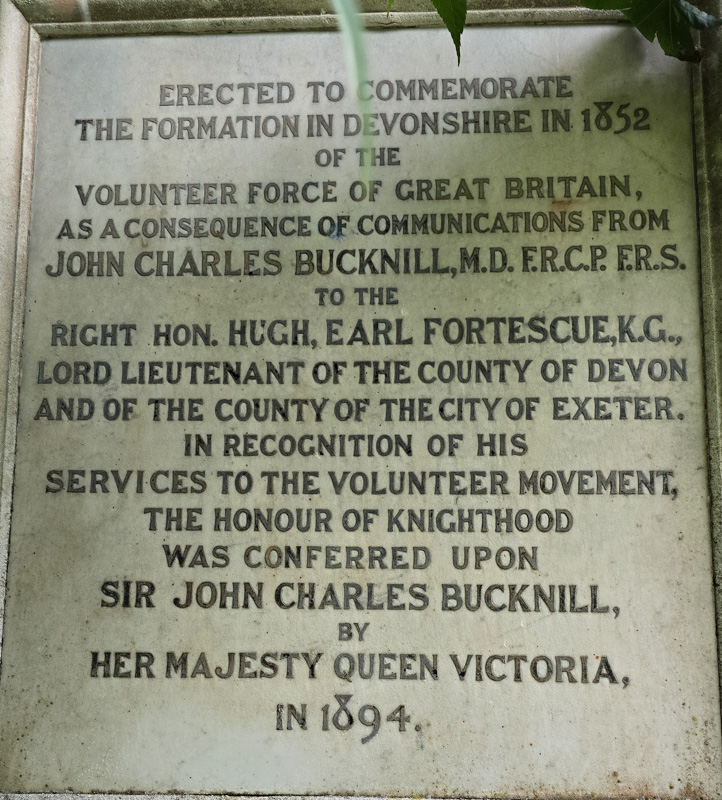 ERECTED TO COMMEMORATE
THE FORMATION IN DEVONSHIRE IN 1852
OF THE
VOLUNTEER FORCE OF GREAT BRITAIN,
AS A CONSEQUENCE OF COMMUNICATIONS FROM
JOHN CHARLES BUCKNILL, M.D. F.R.C.P. F.R.S.
TO THE
RIGHT HON. HUGH, EARL FORTESCUE, K.G.,
LORD LIEUTENANT OF THE COUNTY OF DEVON
AND OF THE COUNTY OF THE CITY OF EXETER.
IN RECOGNITION OF HIS
SERVICES TO THE VOLUNTEER MOVEMENT,
THE HONOUR OF KNIGHTHOOD
WAS CONFERRED UPON
SIR JOHN CHARLES BUCKNILL,
BY
HER MAJESTY QUEEN VICTORIA,
IN 1894.